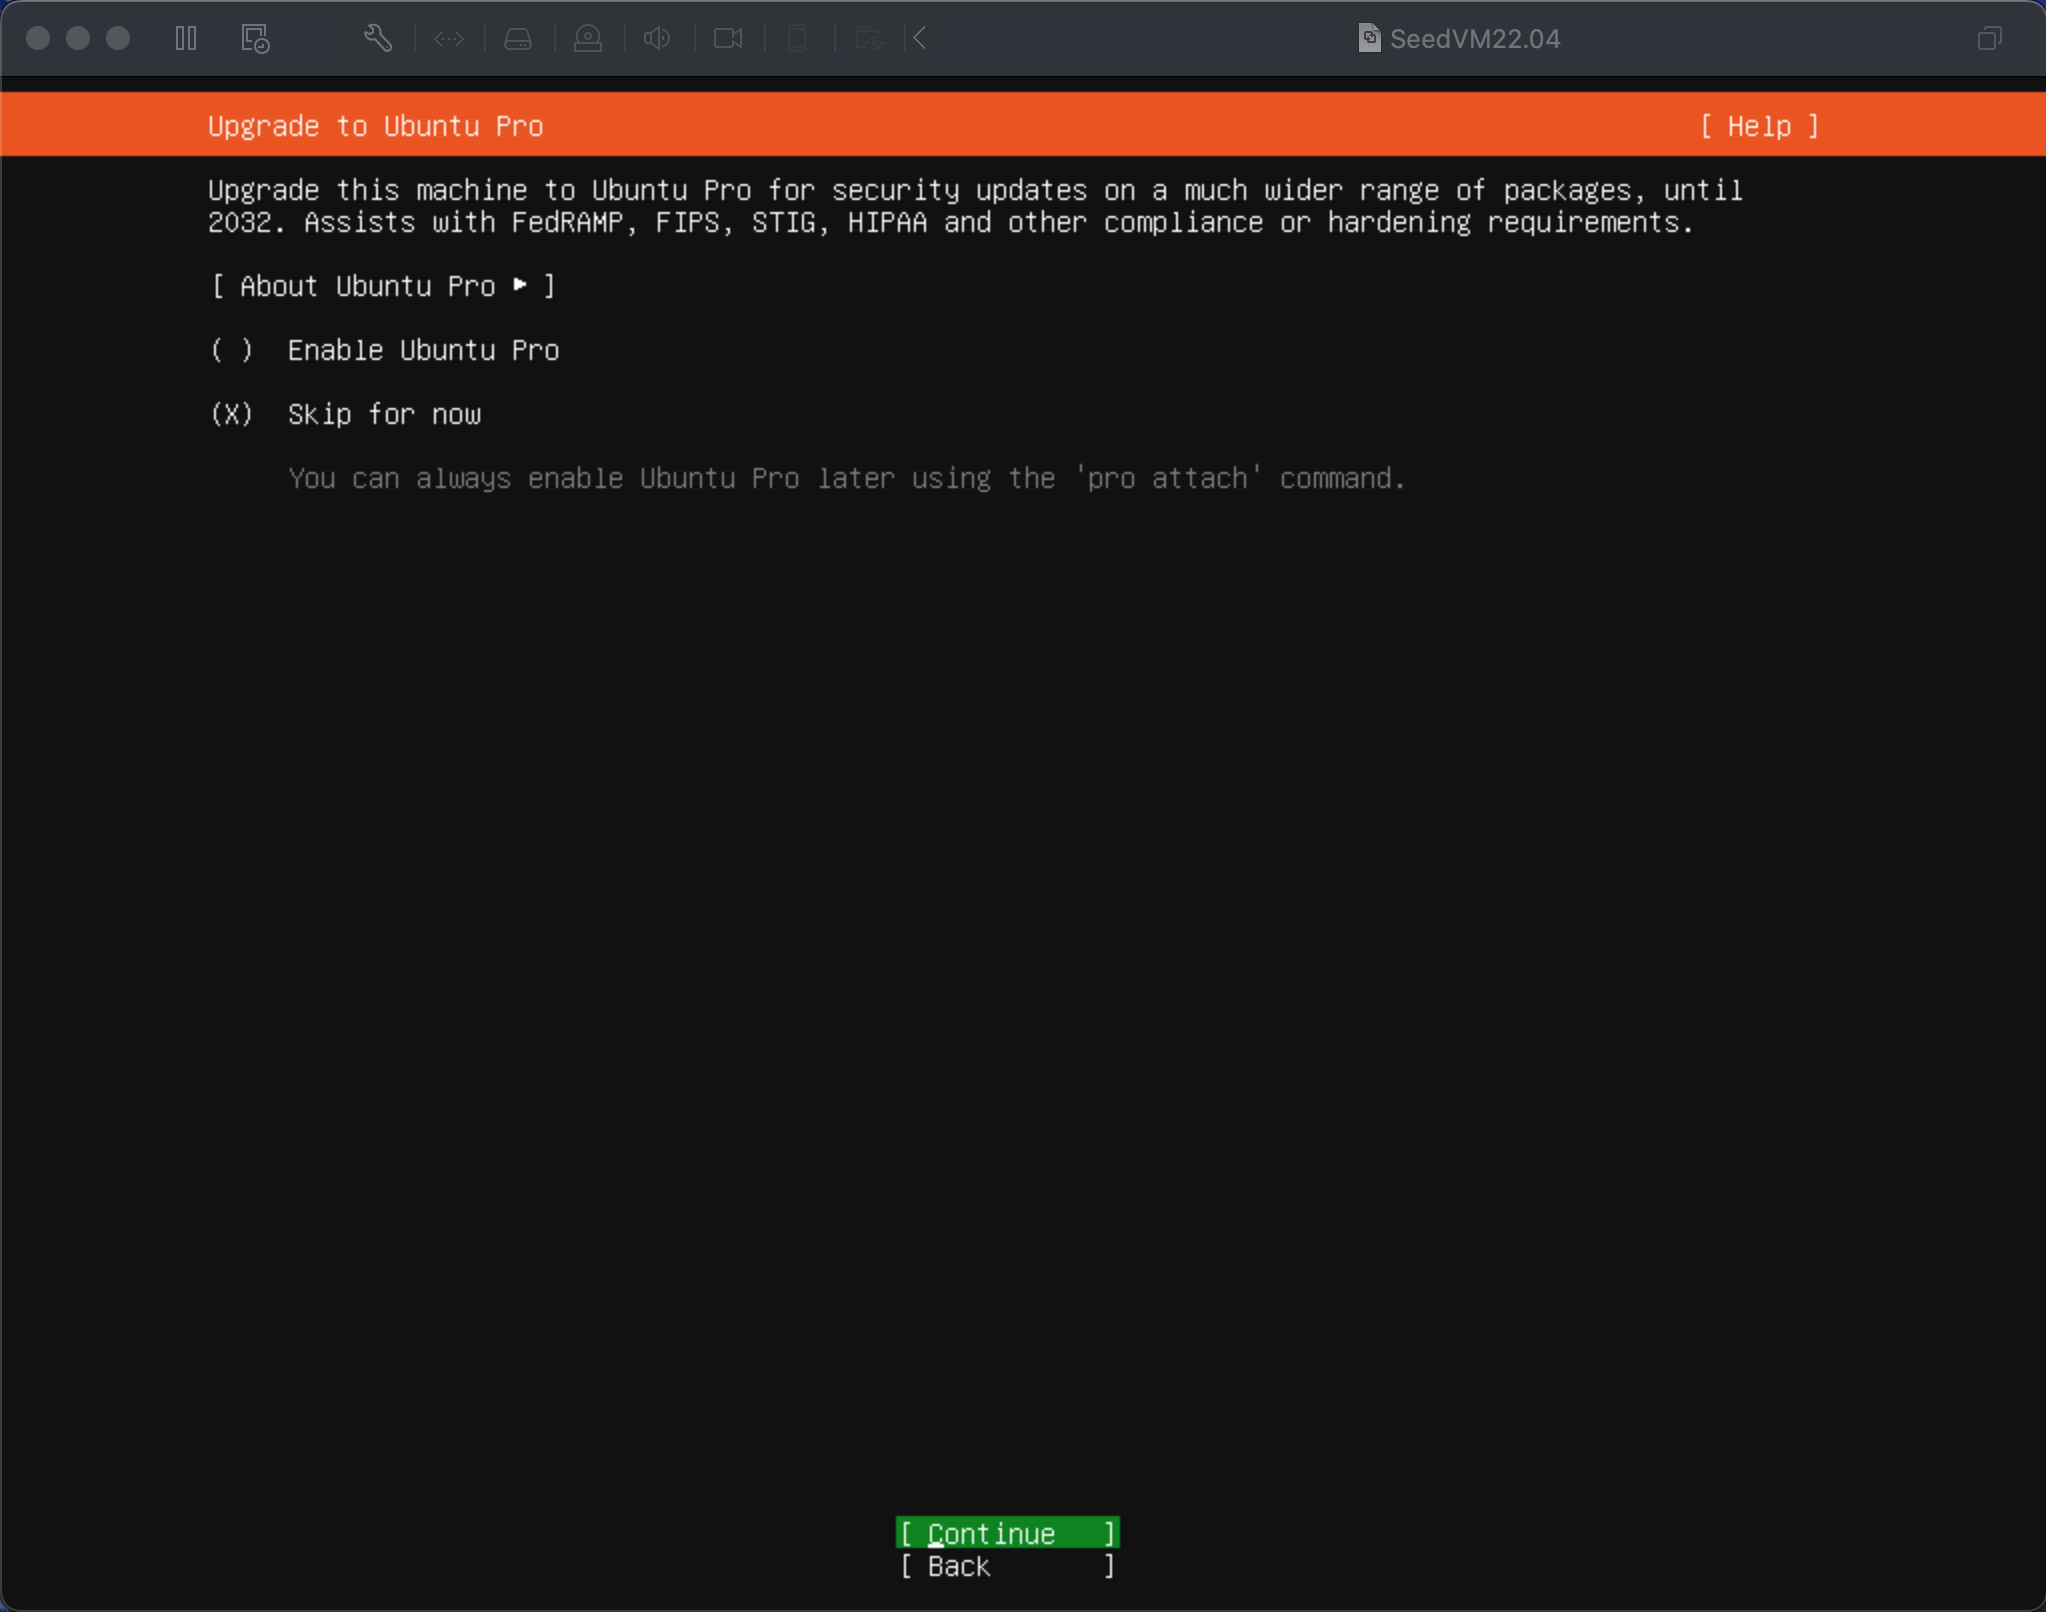 SeedVM22.04
Upgrade to Ubuntu Pro [ Help ]
Upgrade this machine to Ubuntu Pro for security updates on a much wider range of packages, until
2032. Assists with FedRAMP, FIPS, STIG, HIPAA and other compliance or hardening requirements.
[ About Ubuntu Pro ► ]
( ) Enable Ubuntu Pro
(X) Skip for now
You can always enable Ubuntu Pro later using the 'pro attach' command.
[ Continue ]
[ Back ]